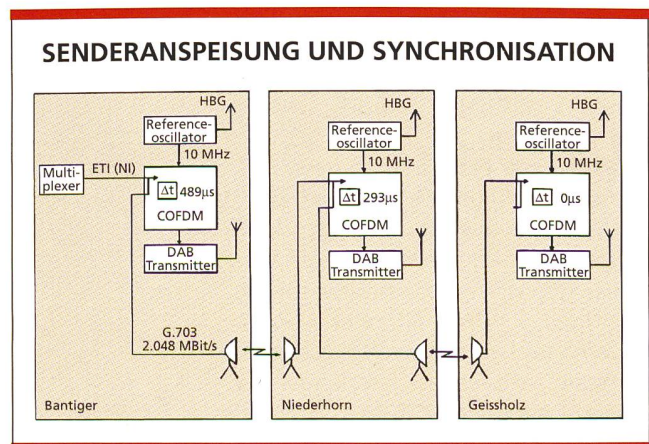 SENDERANSPEISUNG UND SYNCHRONISATION
HBG
Reference-
oscillator
10 MHz
Multi-
plexer
ETI (NI)
Δt 489µs
COFDM
DAB
Transmitter
G.703
2.048 MBit/s
Bantiger
HBG
Reference-
oscillator
10 MHz
Δt 293µs
COFDM
DAB
Transmitter
Niederhorn
HBG
Reference-
oscillator
10 MHz
Δt 0µs
COFDM
DAB
Transmitter
Geissholz